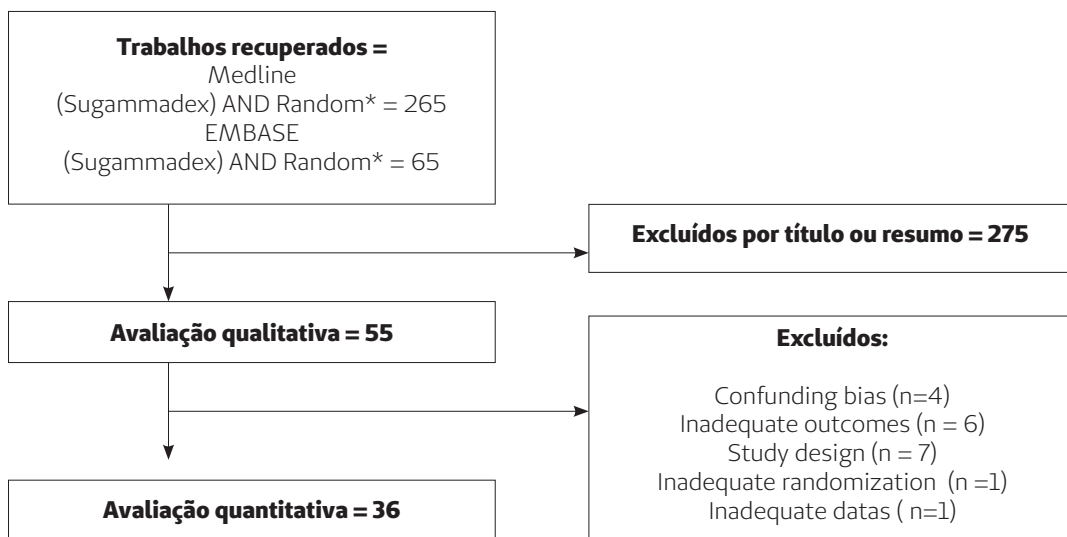 Trabalhos recuperados =
Medline
(Sugammadex) AND Random* = 265
EMBASE
(Sugammadex) AND Random* = 65
Excluídos por título ou resumo = 275
Avaliação qualitativa = 55
Excluídos:
Confunding bias (n=4)
Inadequate outcomes (n = 6)
Study design (n = 7)
Inadequate randomization (n =1)
Inadequate datas ( n=1)
Avaliação quantitativa = 36